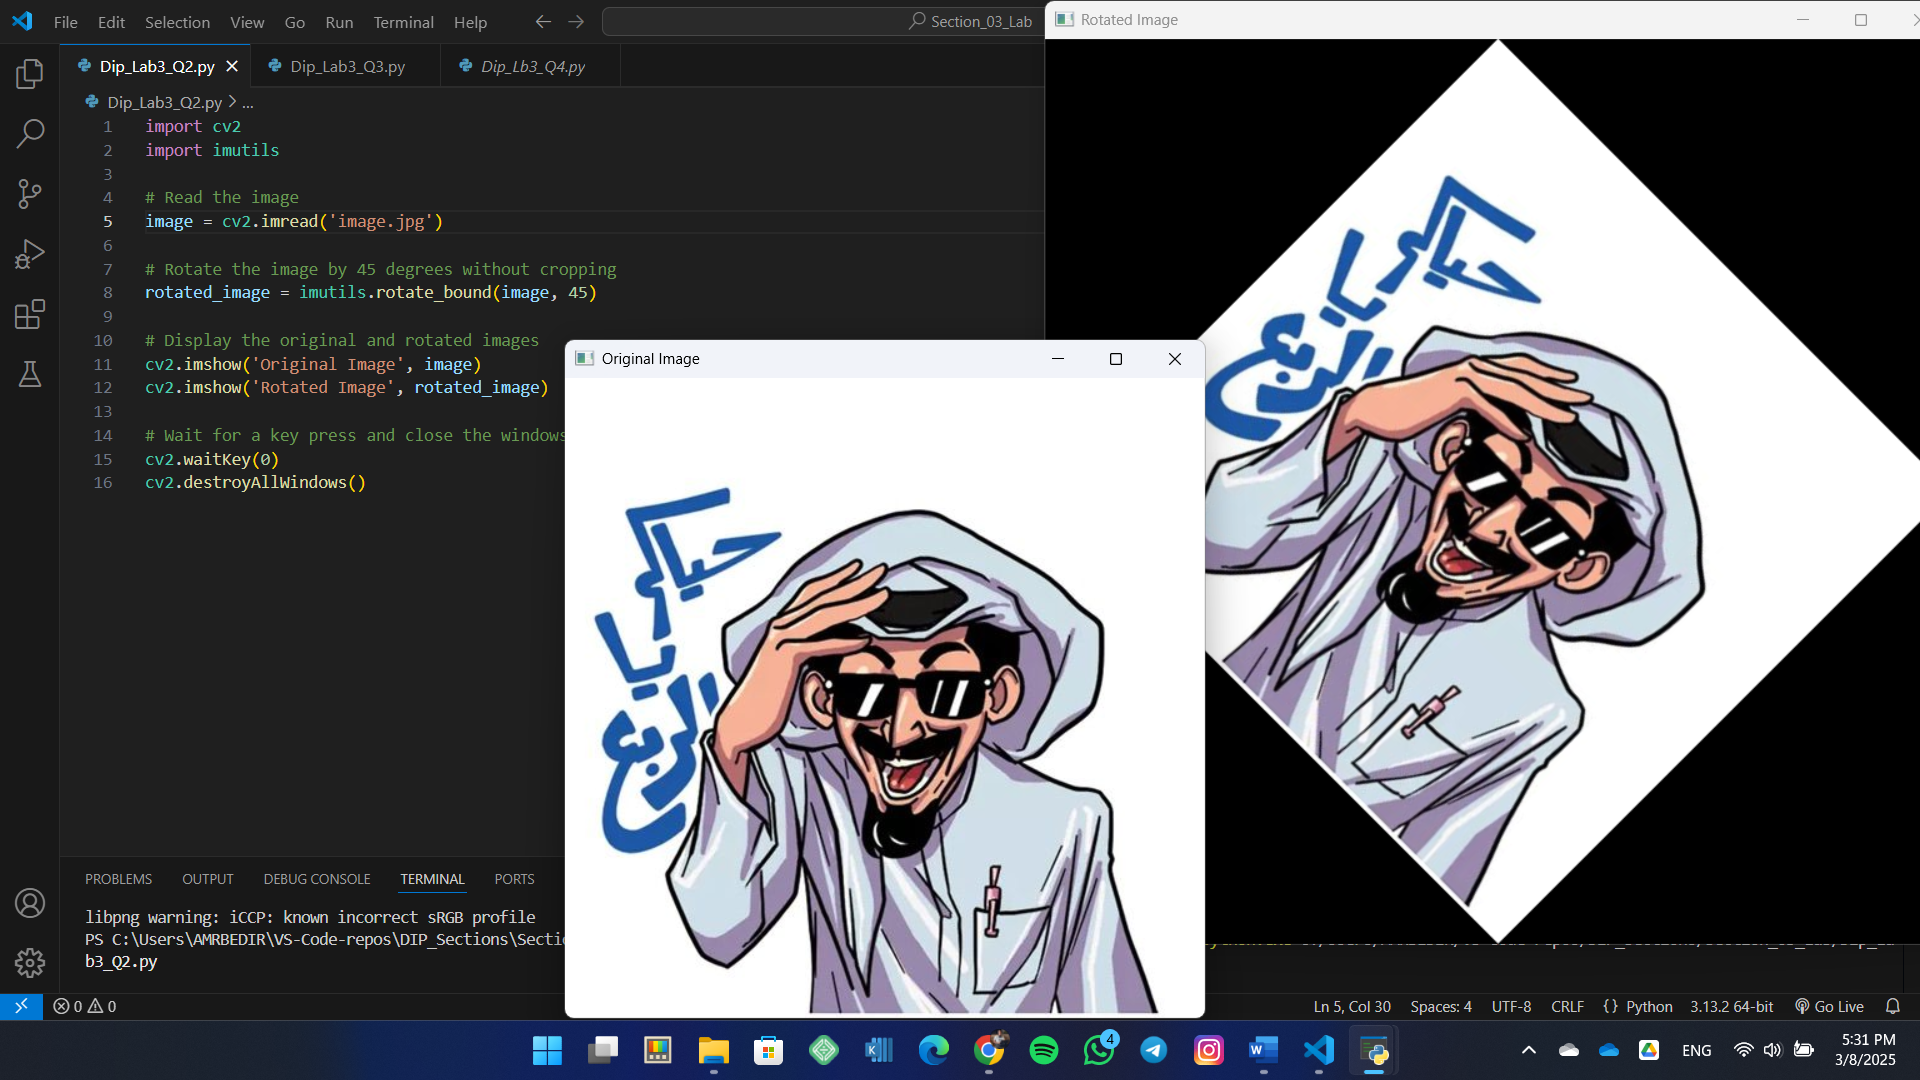 File Edit Selection View Go Run Terminal Help
Section_03_Lab
Dip_Lab3_Q2.py
Dip_Lab3_Q3.py
Dip_Lb3_Q4.py
Dip_Lab3_Q2.py > ...
1 import cv2
2 import imutils
3
4 # Read the image
5 image = cv2.imread('image.jpg')
6
7 # Rotate the image by 45 degrees without cropping
8 rotated_image = imutils.rotate_bound(image, 45)
9
10 # Display the original and rotated images
11 cv2.imshow('Original Image', image)
12 cv2.imshow('Rotated Image', rotated_image)
13
14 # Wait for a key press and close the windows
15 cv2.waitKey(0)
16 cv2.destroyAllWindows()
Rotated Image
حياكم
يا
الربع
Original Image
حياكم
يا
الربع
PROBLEMS OUTPUT DEBUG CONSOLE TERMINAL PORTS
libpng warning: iCCP: known incorrect sRGB profile
PS C:\Users\AMRBEDIR\VS-Code-repos\DIP_Sections\Sectio
b3_Q2.py
0 0
Ln 5, Col 30 Spaces: 4 UTF-8 CRLF {} Python 3.13.2 64-bit Go Live
4
ENG
5:31 PM
3/8/2025